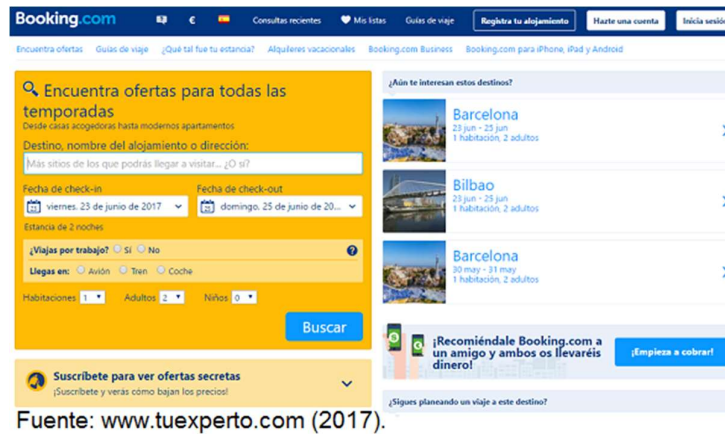 Booking.com € Consultas recientes Mis listas Guías de viaje Registra tu alojamiento Hazte una cuenta Inicia sesión
Encuentra ofertas Guías de viaje ¿Qué tal fue tu estancia? Alquileres vacacionales Booking.com Business Booking.com para iPhone, iPad y Android
Encuentra ofertas para todas las
temporadas
Desde casas acogedoras hasta modernos apartamentos
Destino, nombre del alojamiento o dirección:
Más sitios de los que podrás llegar a visitar... ¿O sí?
Fecha de check-in Fecha de check-out
viernes, 23 de junio de 2017 domingo, 25 de junio de 20...
Estancia de 2 noches
¿Viajas por trabajo? Sí No
Llegas en: Avión Tren Coche
Habitaciones 1 Adultos 2 Niños 0
Buscar
Suscríbete para ver ofertas secretas
¡Suscríbete y verás cómo bajan los precios!
¿Aún te interesan estos destinos?
Barcelona
23 jun - 25 jun
1 habitación, 2 adultos
Bilbao
23 jun - 25 jun
1 habitación, 2 adultos
Barcelona
30 may - 31 may
1 habitación, 2 adultos
¡Recomiéndale Booking.com a
un amigo y ambos os llevaréis
dinero!
¡Empieza a cobrar!
¿Sigues planeando un viaje a este destino?
Fuente: www.tuexperto.com (2017).